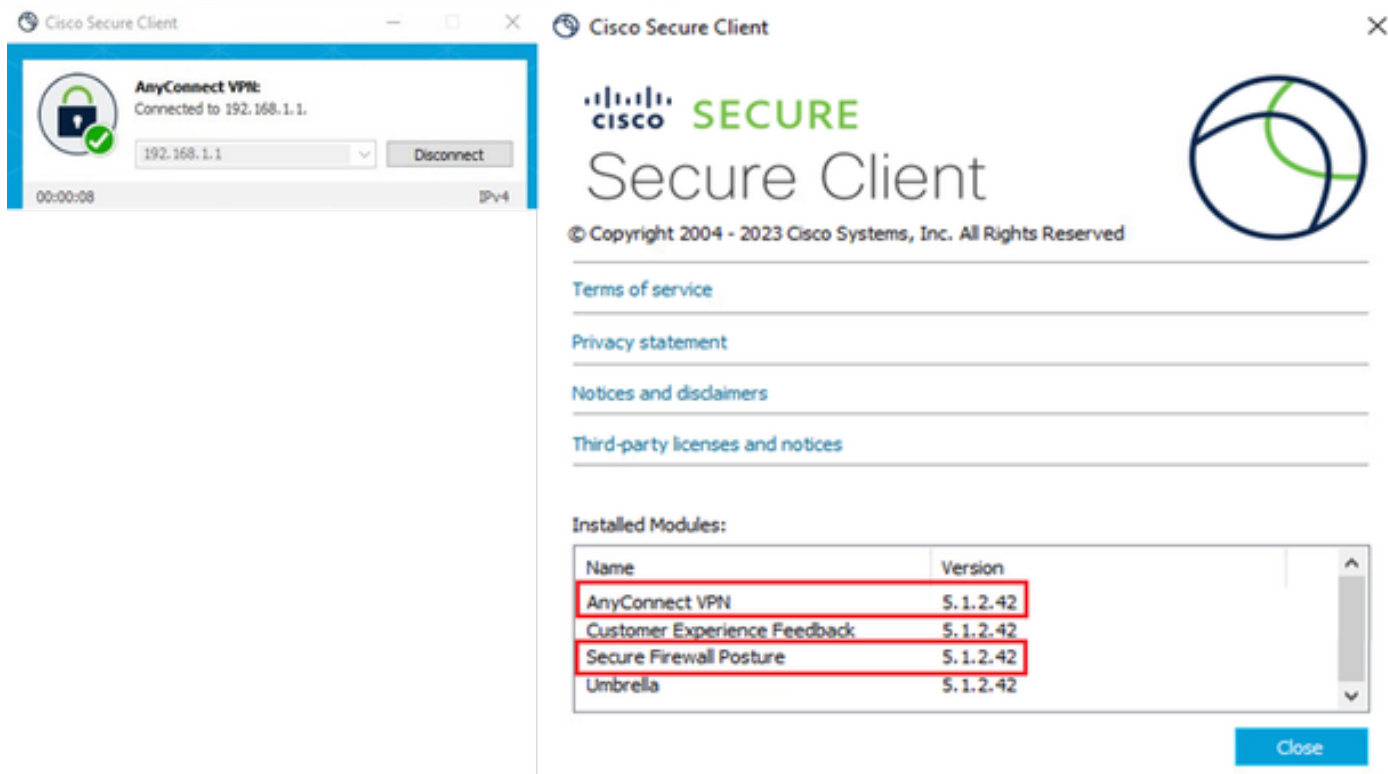 Cisco Secure Client
AnyConnect VPN:
Connected to 192.168.1.1.
192.168.1.1
Disconnect
00:00:08
IPv4
Cisco Secure Client
CISCO SECURE
Secure Client
© Copyright 2004 - 2023 Cisco Systems, Inc. All Rights Reserved
Terms of service
Privacy statement
Notices and disclaimers
Third-party licenses and notices
Installed Modules:
Name Version
AnyConnect VPN 5.1.2.42
Customer Experience Feedback 5.1.2.42
Secure Firewall Posture 5.1.2.42
Umbrella 5.1.2.42
Close